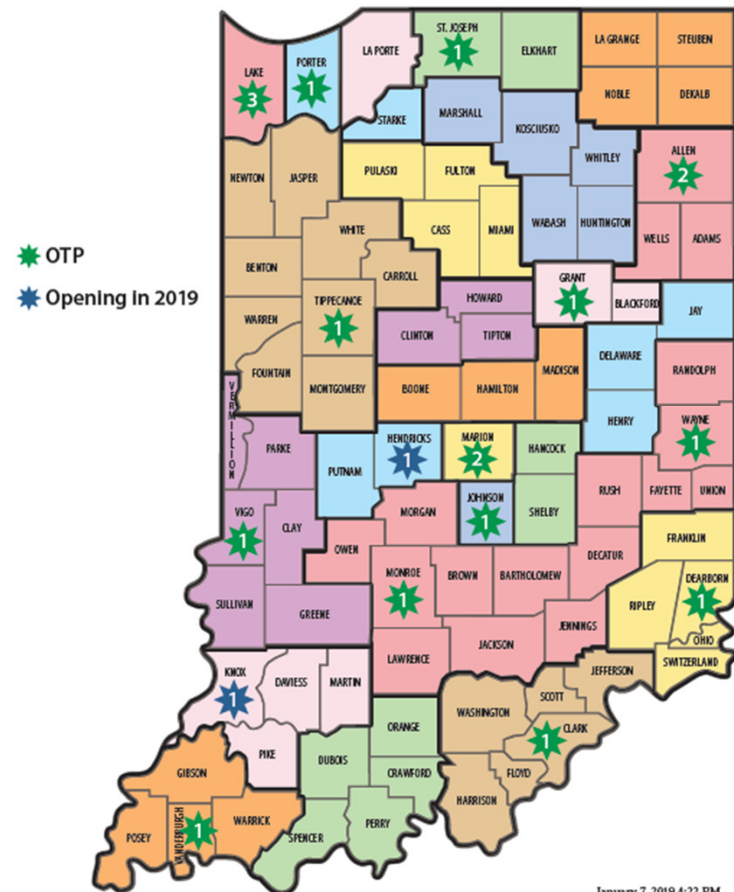 ST. JOSEPH
1
LA GRANGE
STEUBEN
LAKE
3
PORTER
1
LA PORTE
ELKHART
NOBLE
DEKALB
STARKE
MARSHALL
KOSCIUSKO
WHITLEY
ALLEN
2
NEWTON
JASPER
PULASKI
FULTON
WHITE
CASS
MIAMI
WABASH
HUNTINGTON
WELLS
ADAMS
OTP
BENTON
CARROLL
GRANT
1
BLACKFORD
JAY
Opening in 2019
WARREN
TIPPECANOE
1
HOWARD
CLINTON
TIPTON
DELAWARE
RANDOLPH
FOUNTAIN
MONTGOMERY
BOONE
HAMILTON
MADISON
HENRY
WAYNE
1
VERMILLION
PARKE
PUTNAM
HENDRICKS
1
MARION
2
HANCOCK
RUSH
FAYETTE
UNION
VIGO
1
CLAY
MORGAN
JOHNSON
1
SHELBY
OWEN
DECATUR
FRANKLIN
MONROE
1
BROWN
BARTHOLOMEW
DEARBORN
1
SULLIVAN
GREENE
RIPLEY
JENNINGS
OHIO
LAWRENCE
JACKSON
SWITZERLAND
KNOX
1
DAVIESS
MARTIN
JEFFERSON
SCOTT
ORANGE
WASHINGTON
CLARK
1
PIKE
DUBOIS
GIBSON
CRAWFORD
FLOYD
HARRISON
POSEY
VANDERBURGH
1
WARRICK
SPENCER
PERRY
January 7, 2019 4:22 PM